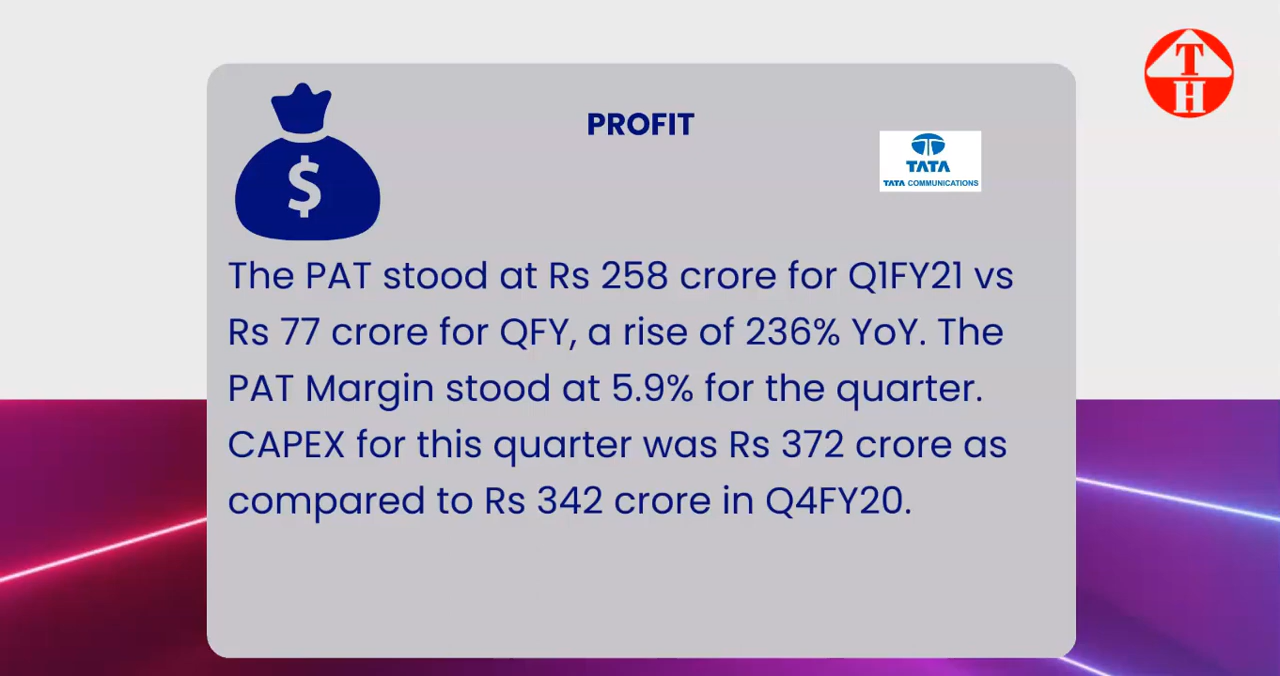 T
H
PROFIT
$
TATA
TATA COMMUNICATIONS
The PAT stood at Rs 258 crore for Q1FY21 vs
Rs 77 crore for QFY, a rise of 236% YoY. The
PAT Margin stood at 5.9% for the quarter.
CAPEX for this quarter was Rs 372 crore as
compared to Rs 342 crore in Q4FY20.